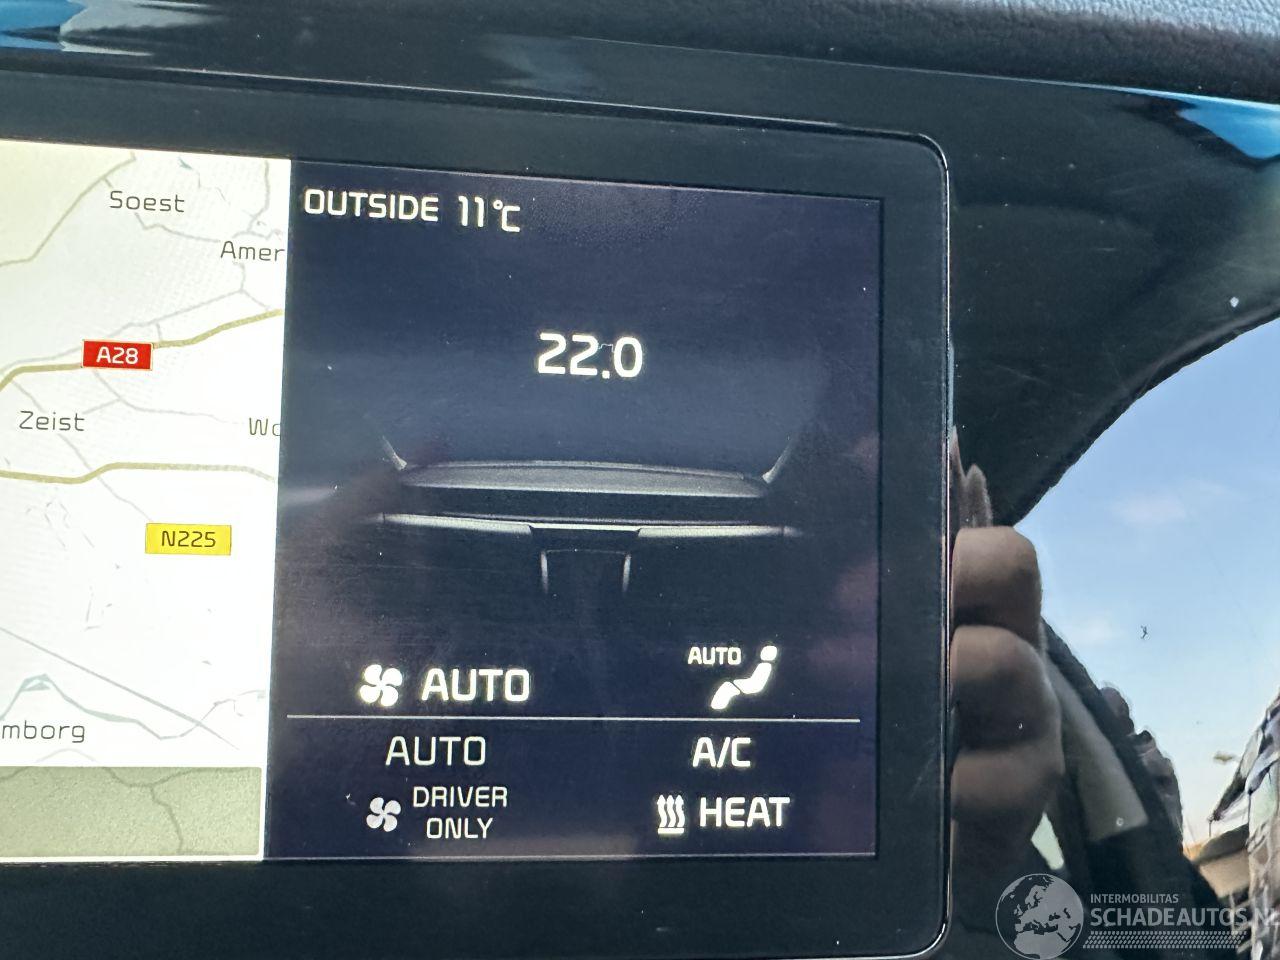 Soest
Amer
A28
Zeist
Wo
N225
mborg
OUTSIDE 11°C
22.0
AUTO
AUTO
AUTO
A/C
DRIVER
ONLY
HEAT
INTERMOBILITAS
SCHADEAUTOS.NL